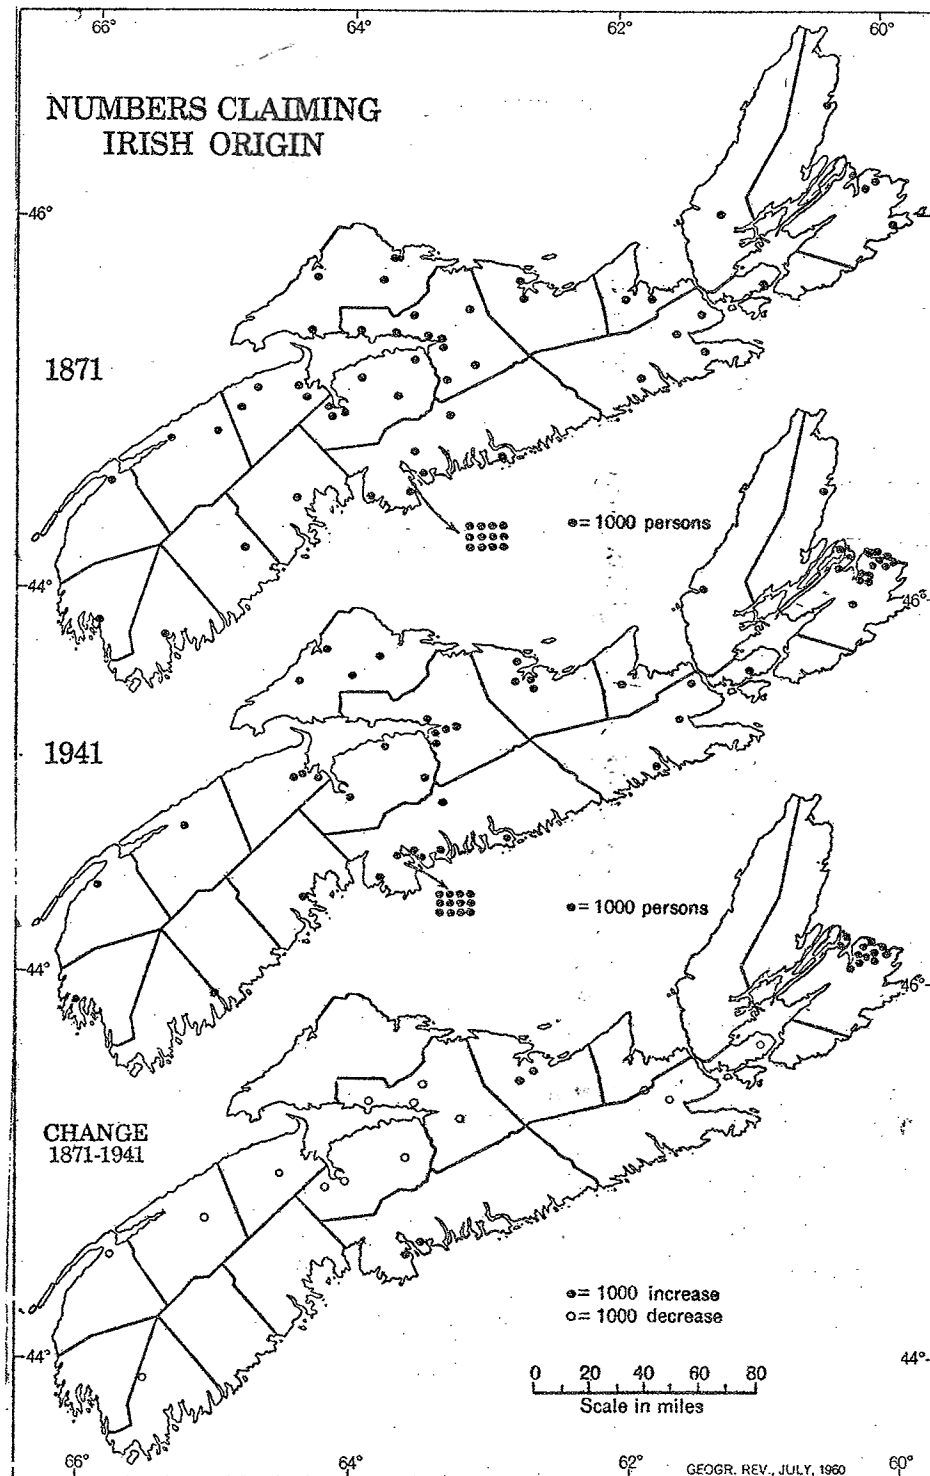 66° 64° 62° 60°
NUMBERS CLAIMING
IRISH ORIGIN
46°
1871
= 1000 persons
44°
46°
1941
= 1000 persons
44°
46°
CHANGE
1871-1941
= 1000 increase
= 1000 decrease
44° 44°
0 20 40 60 80
Scale in miles
66° 64° 62° 60°
GEOGR. REV., JULY, 1960